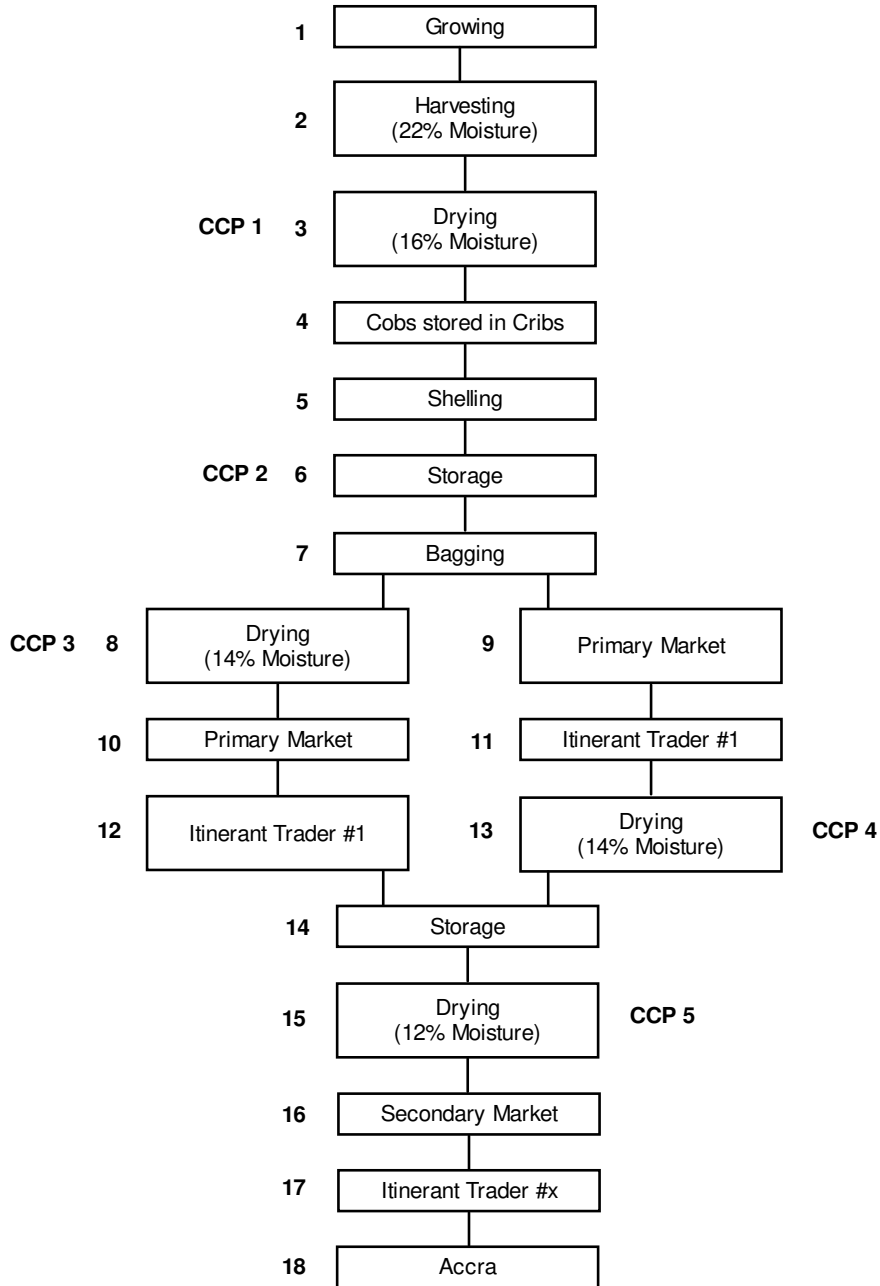 1 Growing
2 Harvesting
(22% Moisture)
CCP 1 3 Drying
(16% Moisture)
4 Cobs stored in Cribs
5 Shelling
CCP 2 6 Storage
7 Bagging
CCP 3 8 Drying
(14% Moisture)
9 Primary Market
10 Primary Market
11 Itinerant Trader #1
12 Itinerant Trader #1
13 Drying
(14% Moisture)
CCP 4
14 Storage
15 Drying
(12% Moisture)
CCP 5
16 Secondary Market
17 Itinerant Trader #x
18 Accra